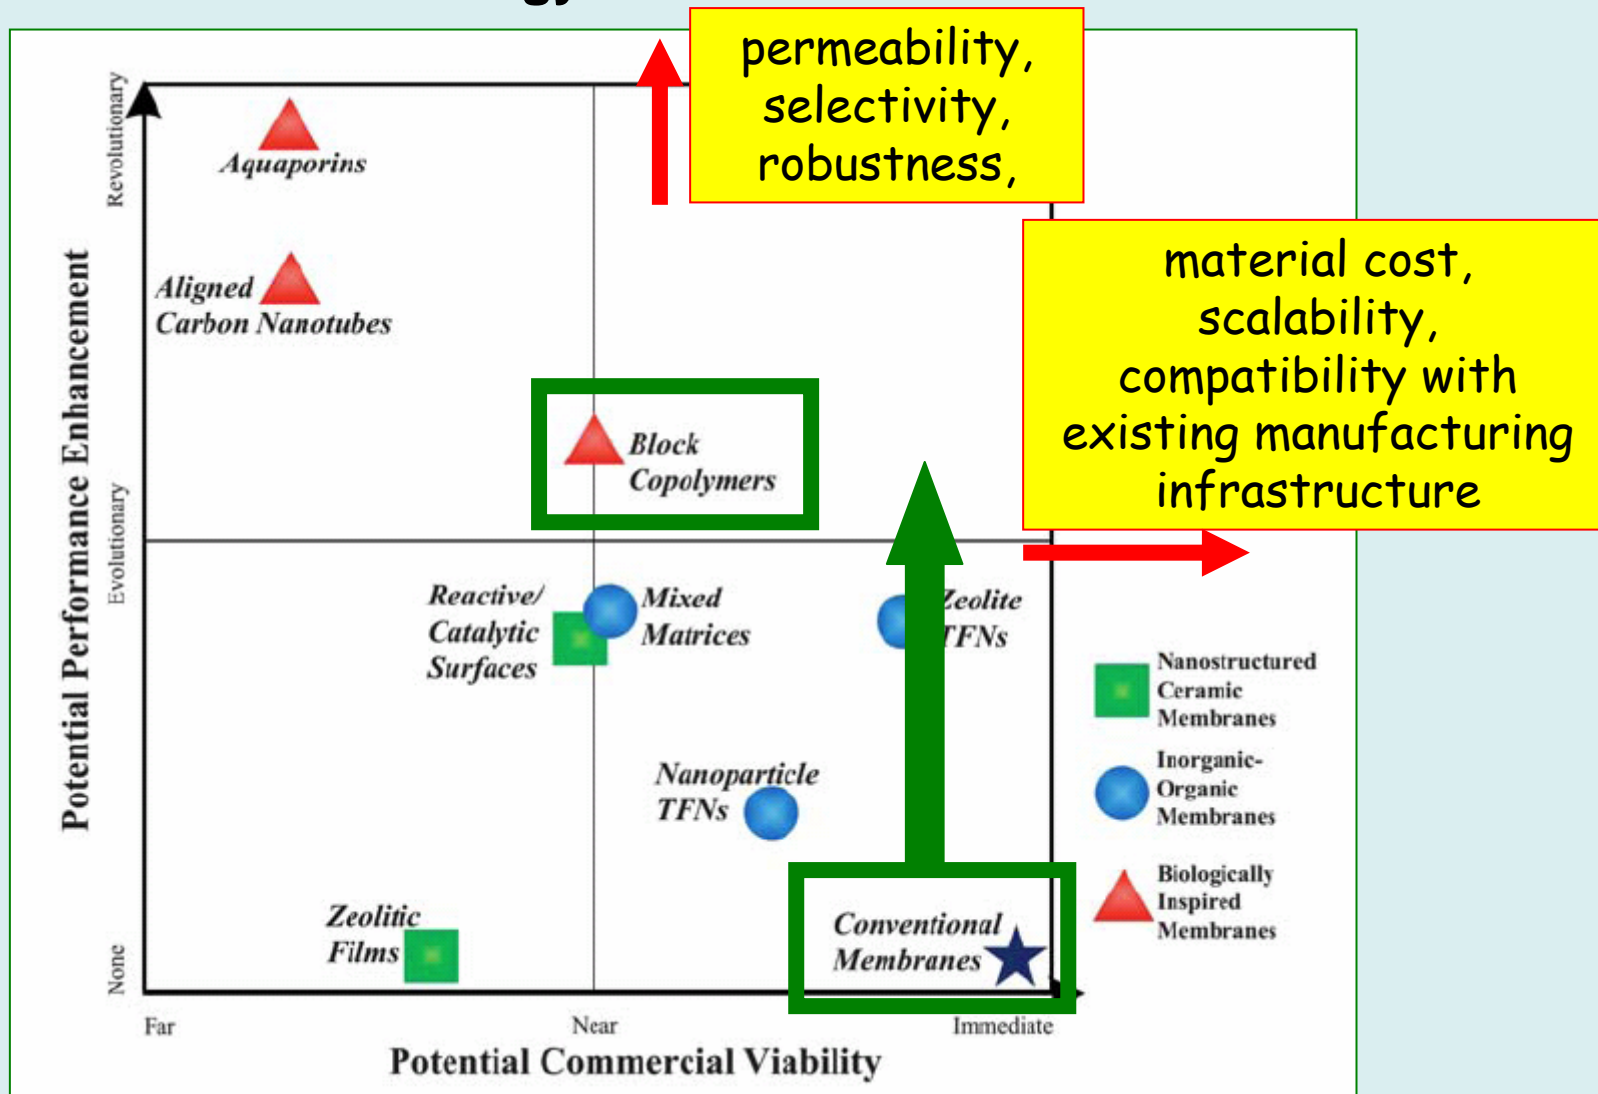 permeability,
selectivity,
robustness,
material cost,
scalability,
compatibility with
existing manufacturing
infrastructure
Potential Performance Enhancement
Revolutionary
Evolutionary
None
Aquaporins
Aligned
Carbon Nanotubes
Block
Copolymers
Reactive/
Catalytic
Surfaces
Mixed
Matrices
Zeolite
TFNs
Nanoparticle
TFNs
Zeolitic
Films
Conventional
Membranes
Nanostructured
Ceramic
Membranes
Inorganic-
Organic
Membranes
Biologically
Inspired
Membranes
Far
Near
Immediate
Potential Commercial Viability